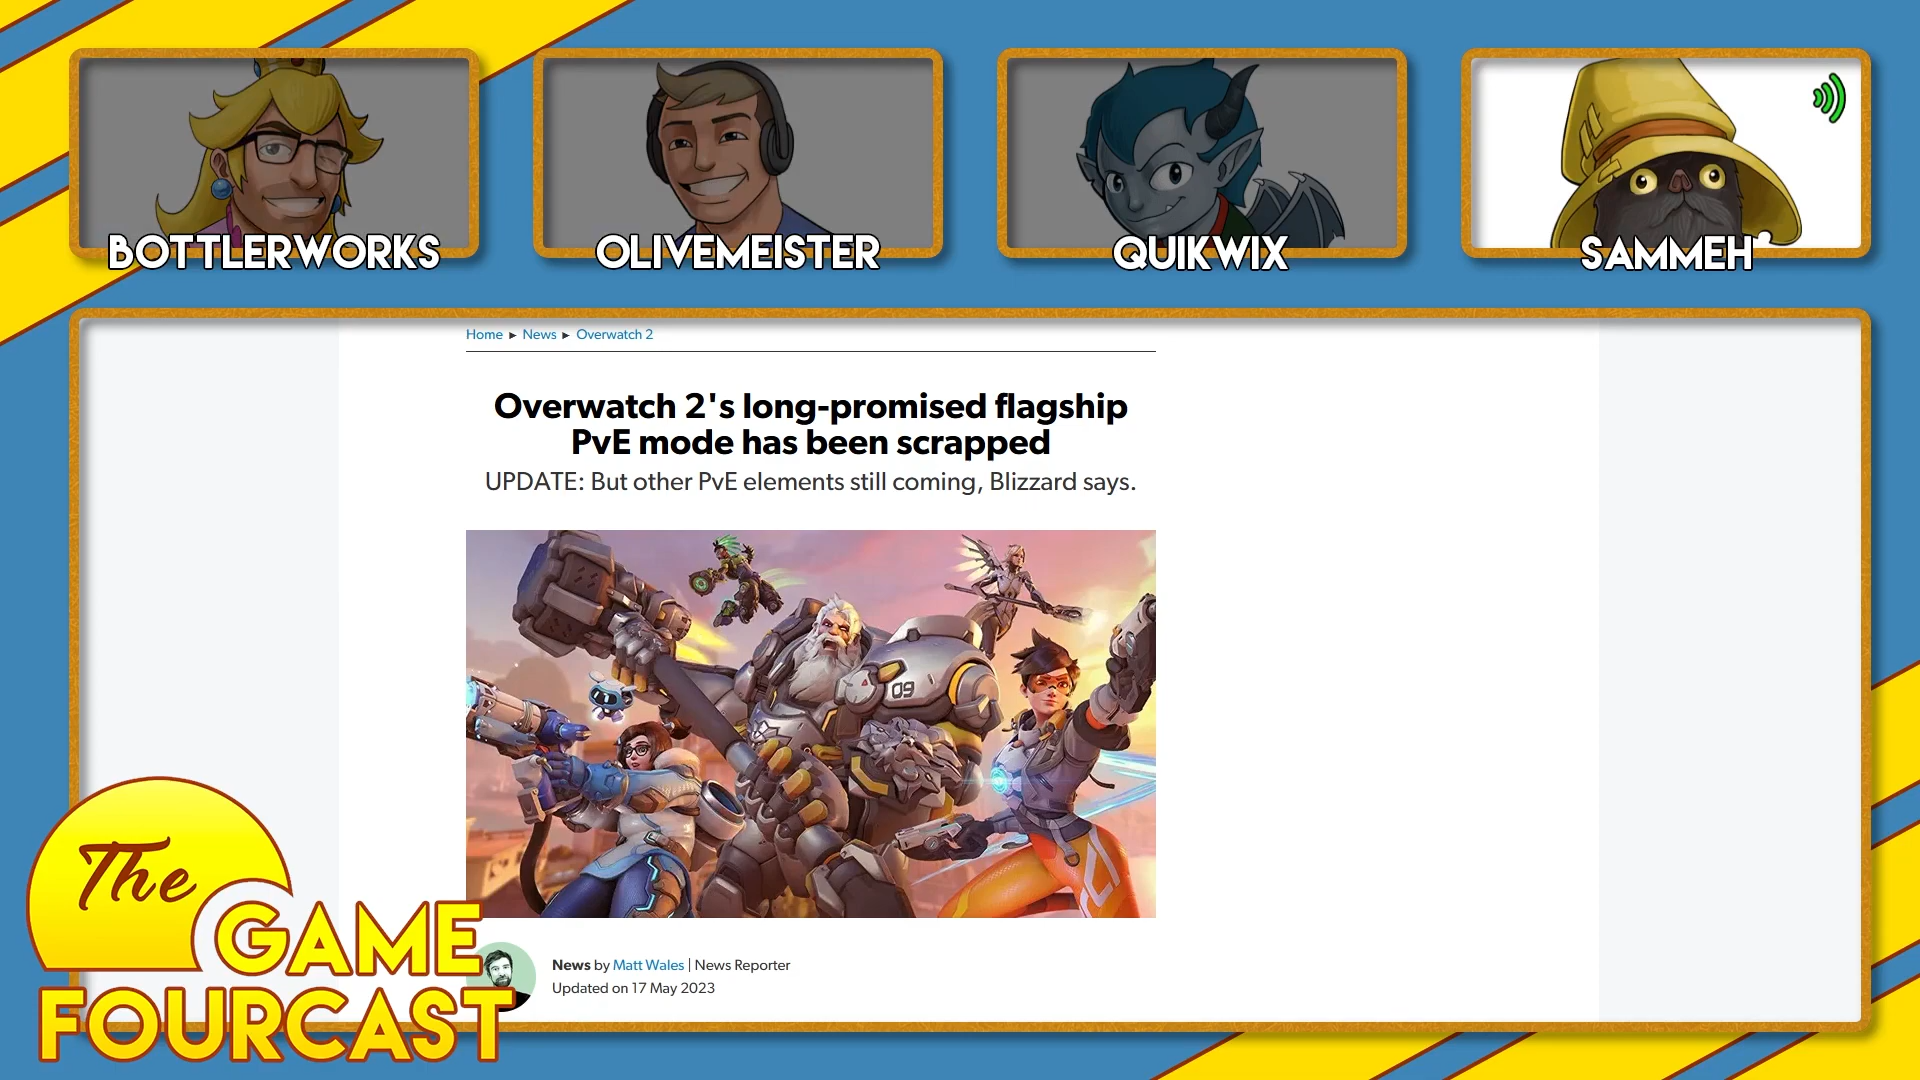 BOTTLERWORKS
OLIVEMEISTER
QUIKWIX
SAMMEH
Home ▸ News ▸ Overwatch 2
Overwatch 2's long-promised flagship
PvE mode has been scrapped
UPDATE: But other PvE elements still coming, Blizzard says.
09
News by Matt Wales | News Reporter
Updated on 17 May 2023
The
GAME
FOURCAST